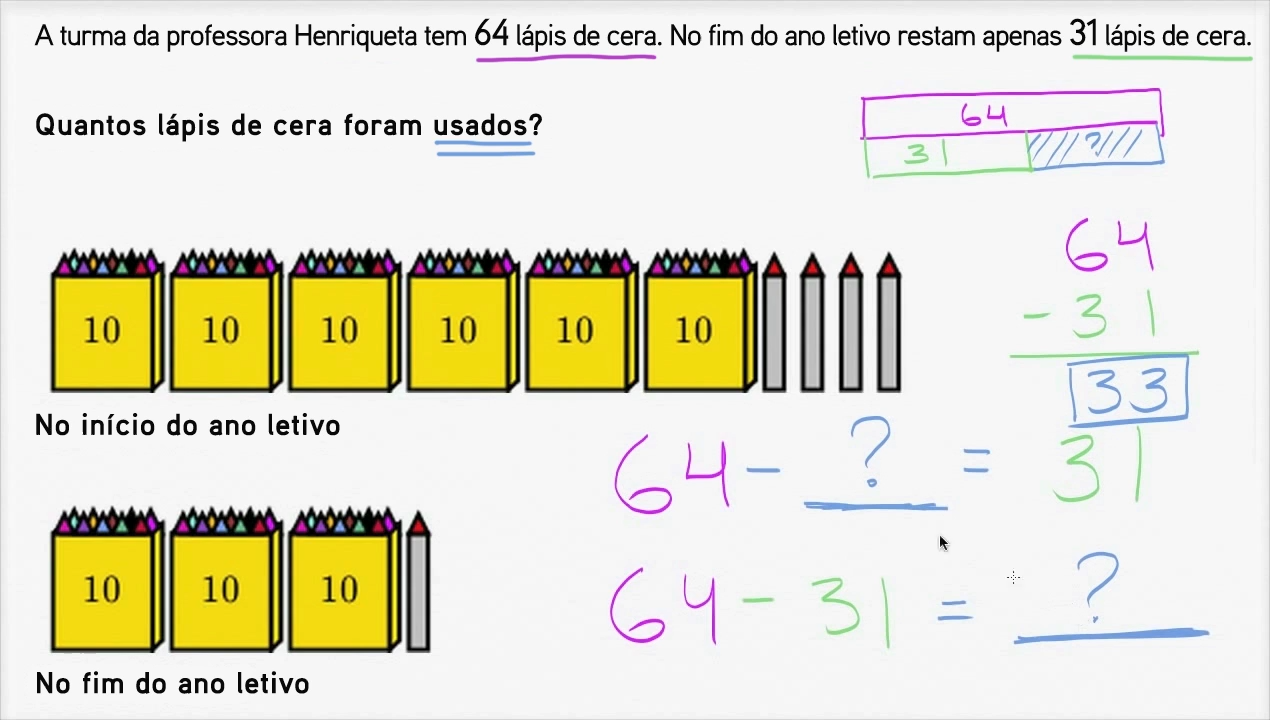 A turma da professora Henriqueta tem 64 lápis de cera. No fim do ano letivo restam apenas 31 lápis de cera.
Quantos lápis de cera foram usados?
64
31 ?
64
- 31
33
10 10 10 10 10 10
No início do ano letivo
64 - ? = 31
10 10 10
64 - 31 = ?
No fim do ano letivo